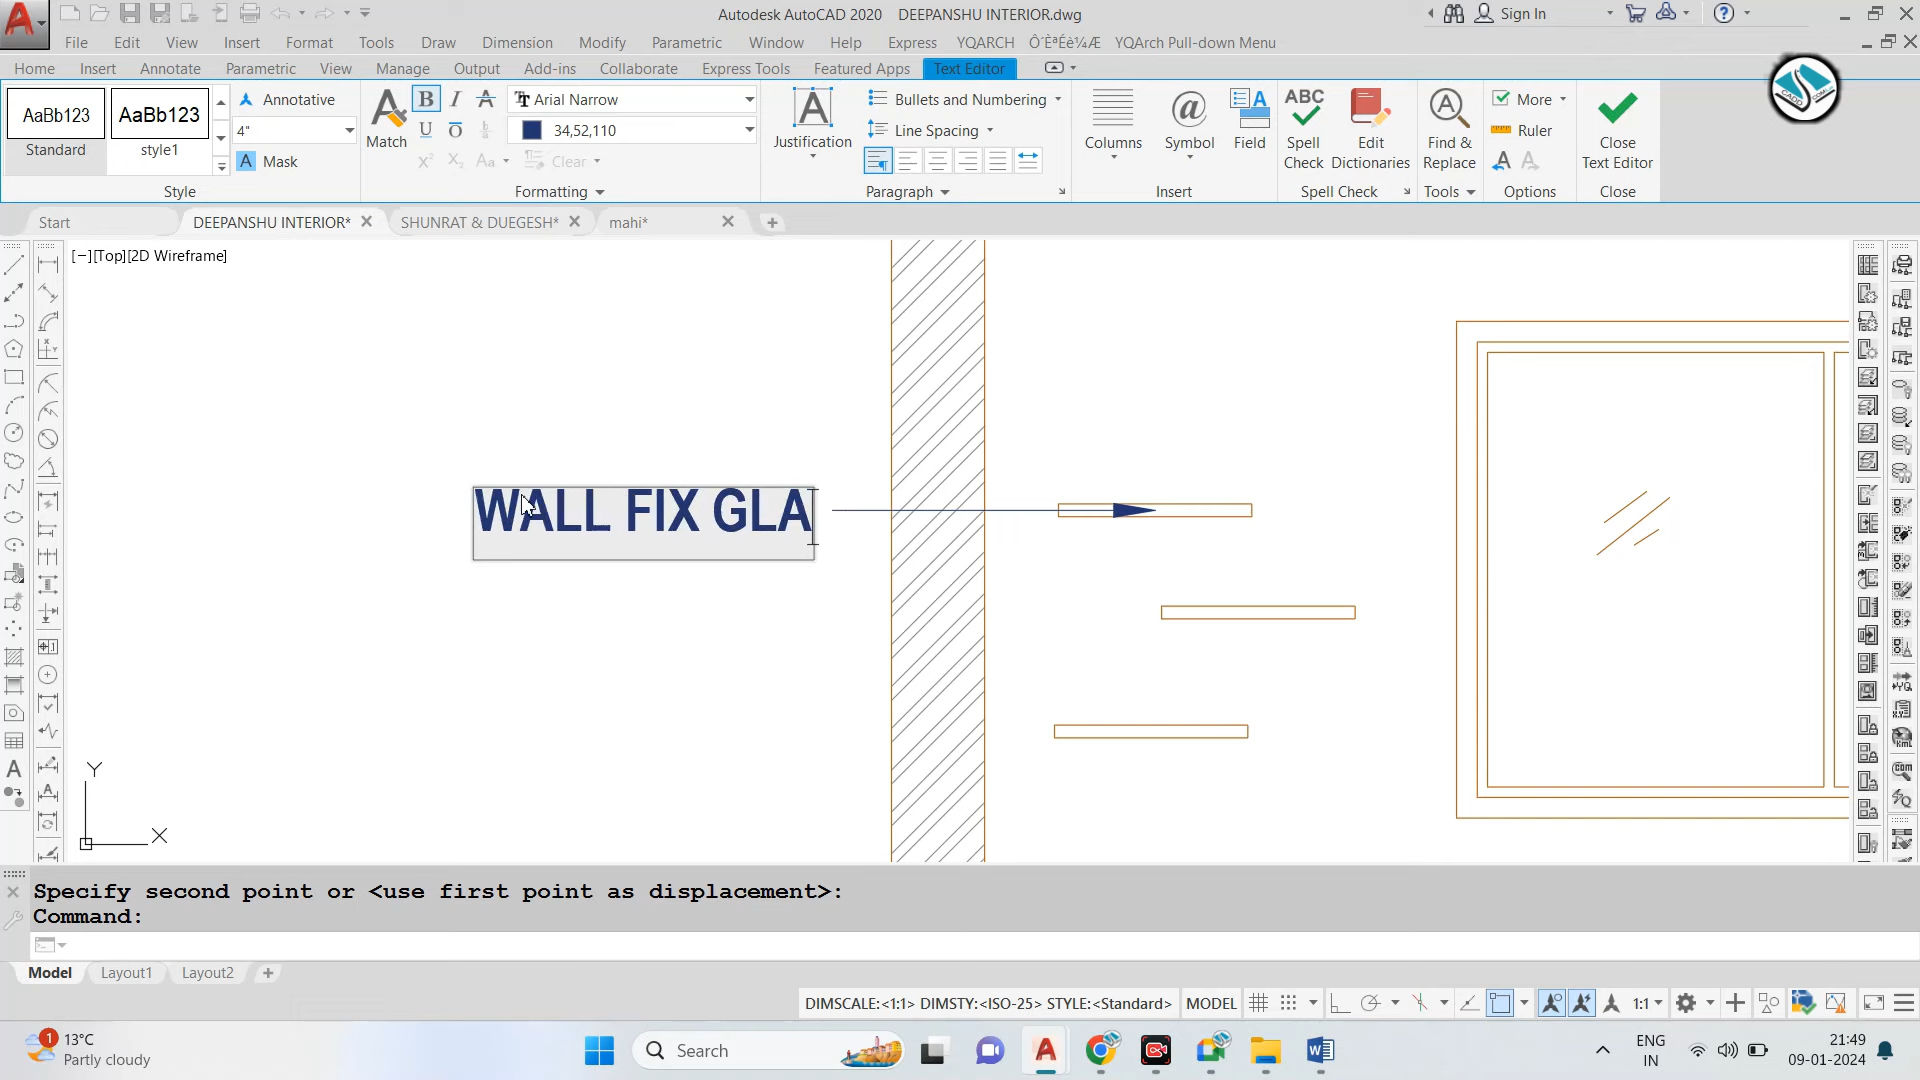 Autodesk AutoCAD 2020 DEEPANSHU INTERIOR.dwg
Sign In
File Edit View Insert Format Tools Draw Dimension Modify Parametric Window Help Express YQARCH Ô´ÈªÉè¼Æ YQArch Pull-down Menu
Home Insert Annotate Parametric View Manage Output Add-ins Collaborate Express Tools Featured Apps Text Editor
AaBb123 AaBb123 Annotative Match B I A Arial Narrow Justification Bullets and Numbering Columns Symbol Field ABC Spell Check Edit Dictionaries Find & Replace More Close Text Editor
4" 34,52,110 Line Spacing Ruler
Standard style1 Mask Clear
Style Formatting Paragraph Insert Spell Check Tools Options Close
Start DEEPANSHU INTERIOR* SHUNRAT & DUEGESH* mahi*
[−][Top][2D Wireframe]
WALL FIX GLA
Y
X
Specify second point or <use first point as displacement>:
Command:
Model Layout1 Layout2
DIMSCALE:<1:1> DIMSTY:<ISO-25> STYLE:<Standard> MODEL 1:1
1 13°C
Partly cloudy
Search
ENG
IN
21:49
09-01-2024